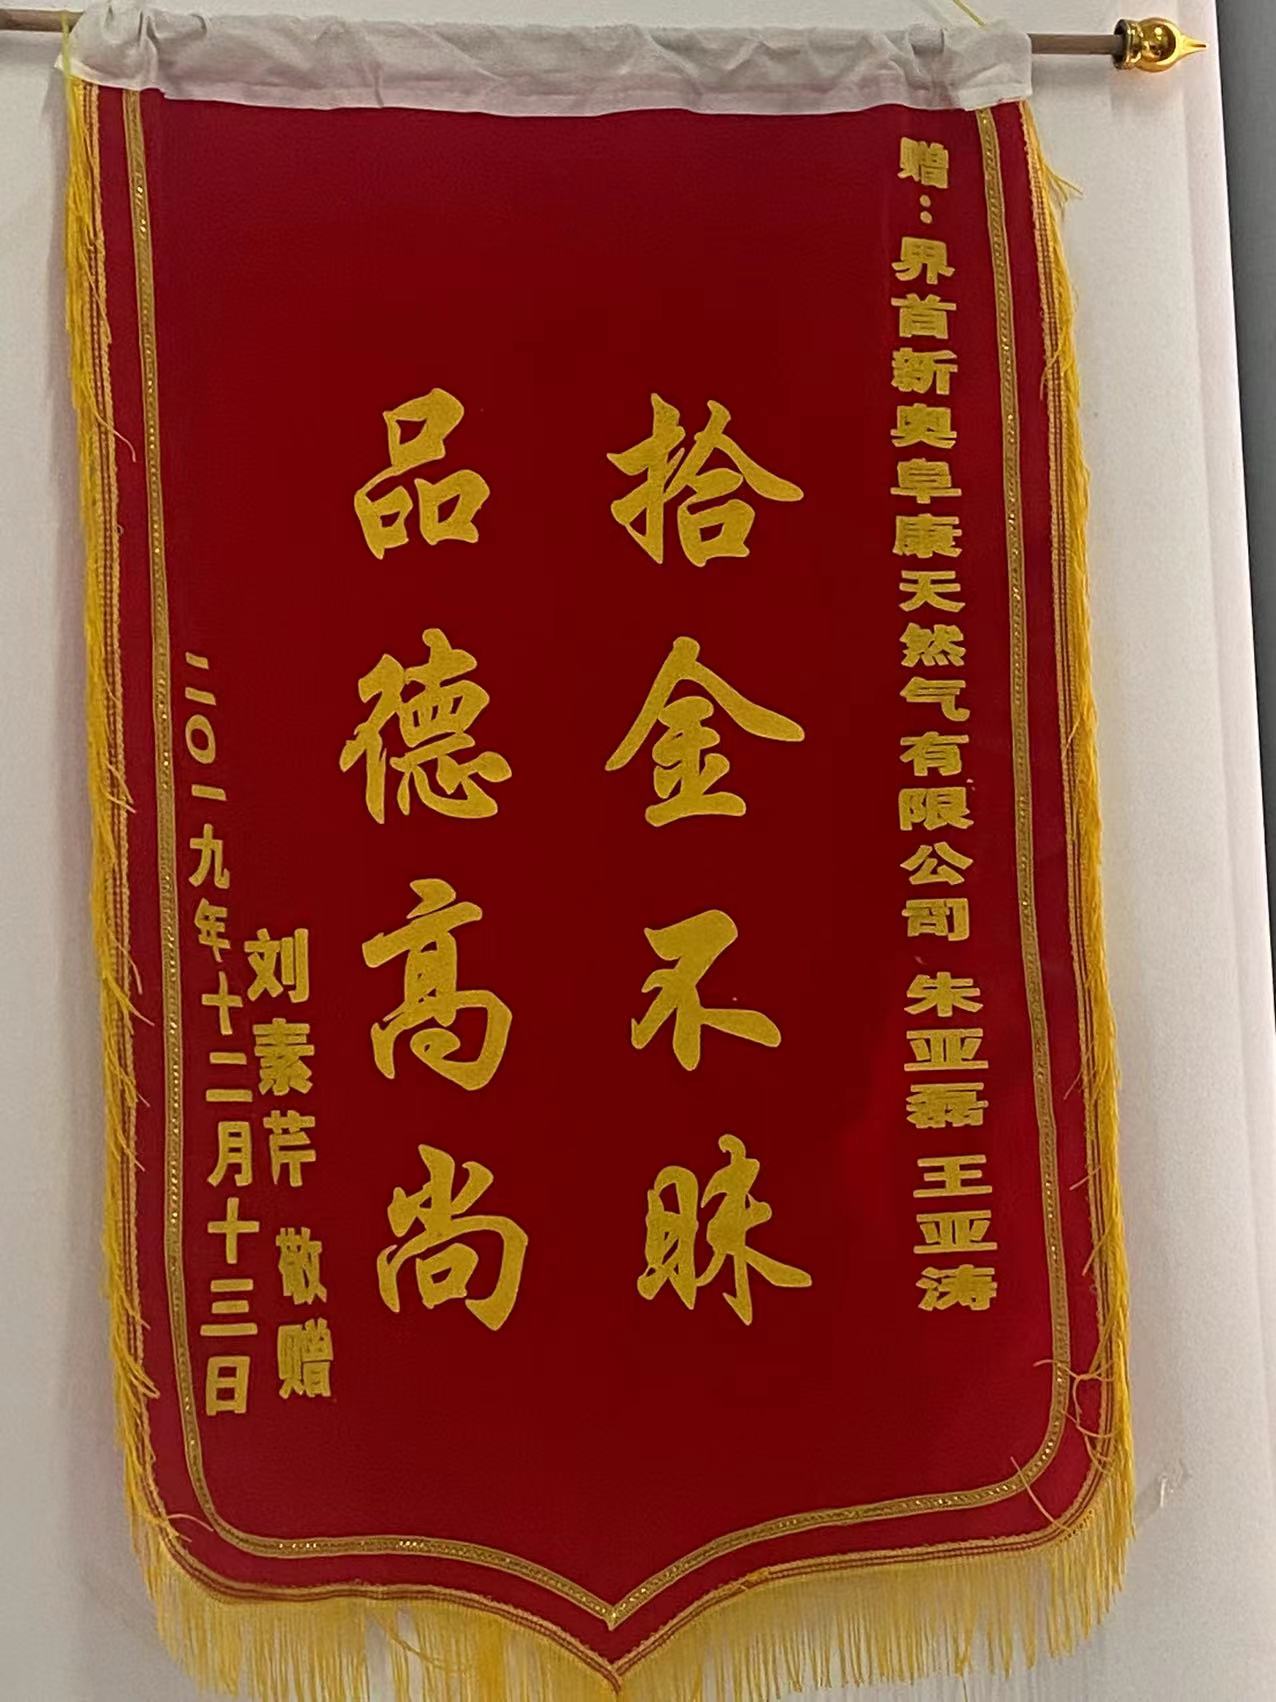 赠：界首新奥阜康天然气有限公司 朱亚磊 王亚涛
拾金不昧
品德高尚
刘素芹 敬赠
二〇一九年十二月十三日